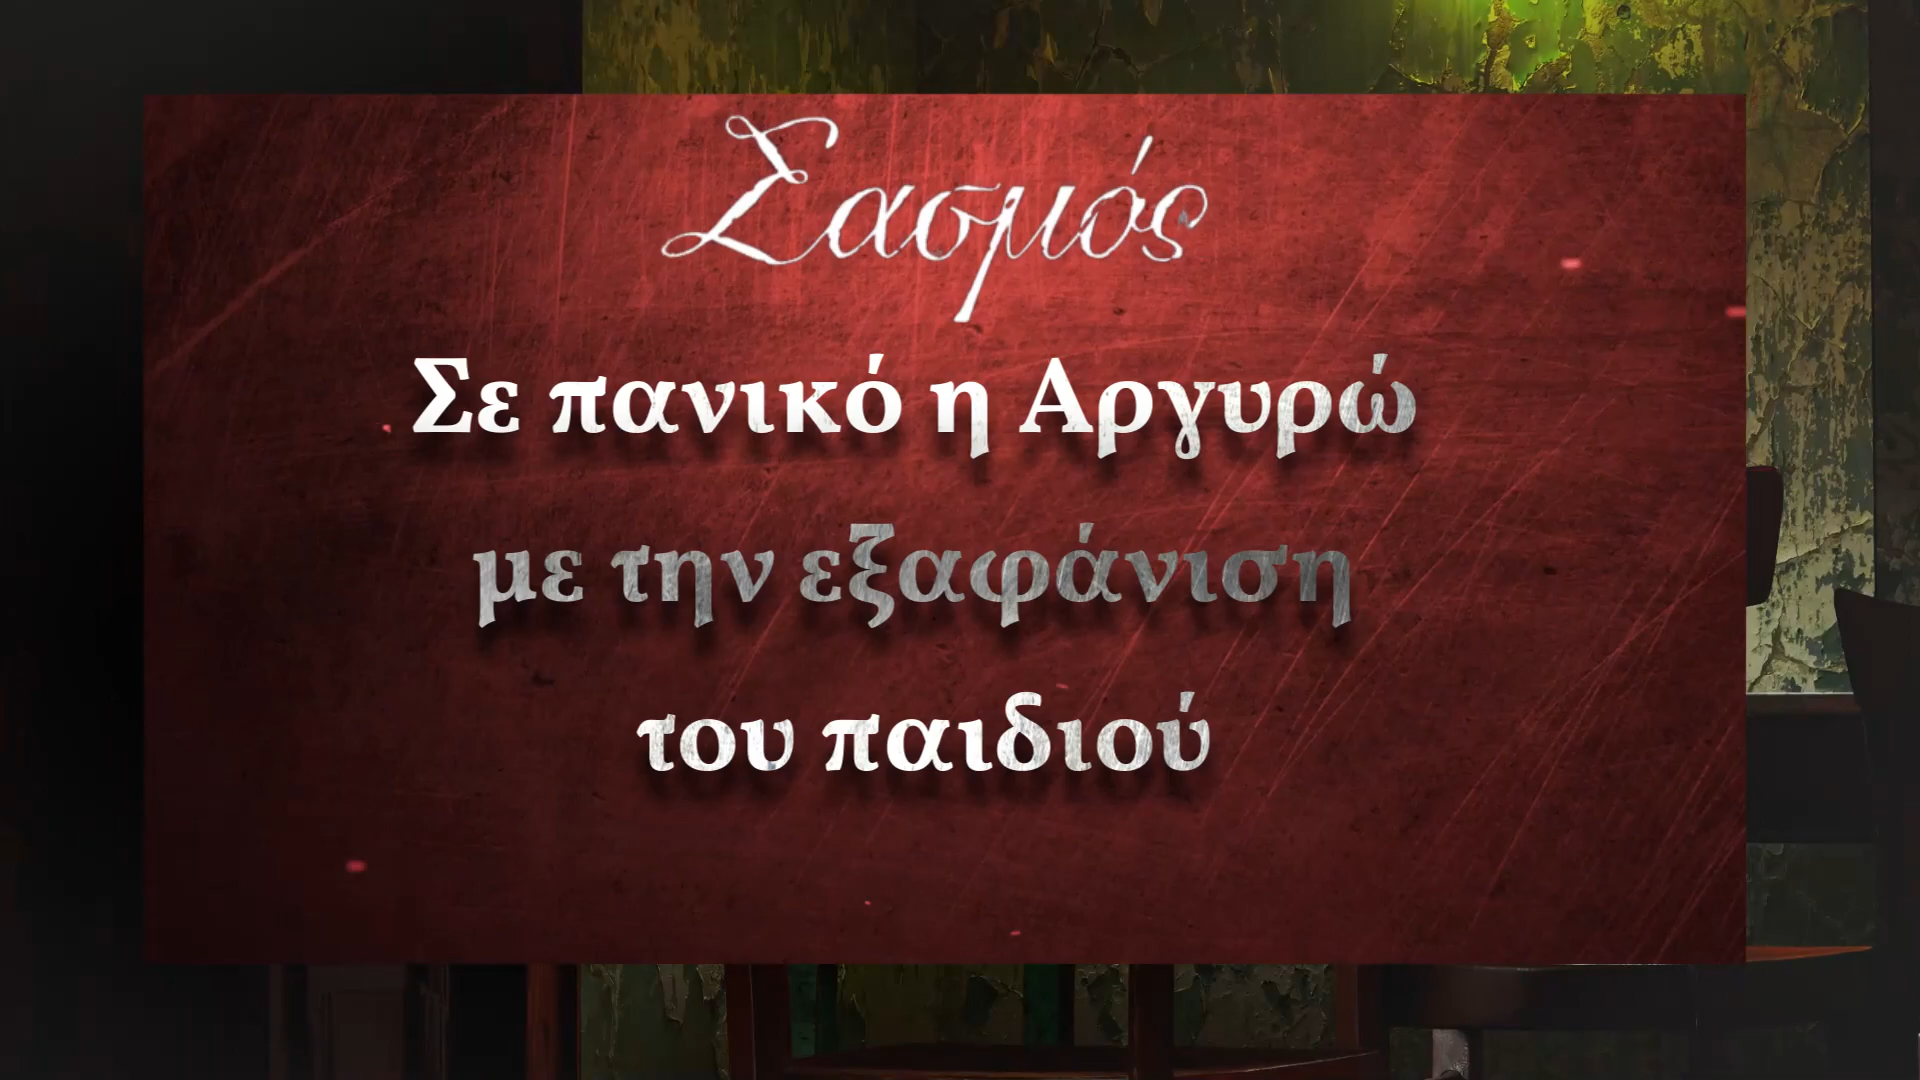 Σασμός
Σε πανικό η Αργυρώ
με την εξαφάνιση
του παιδιού